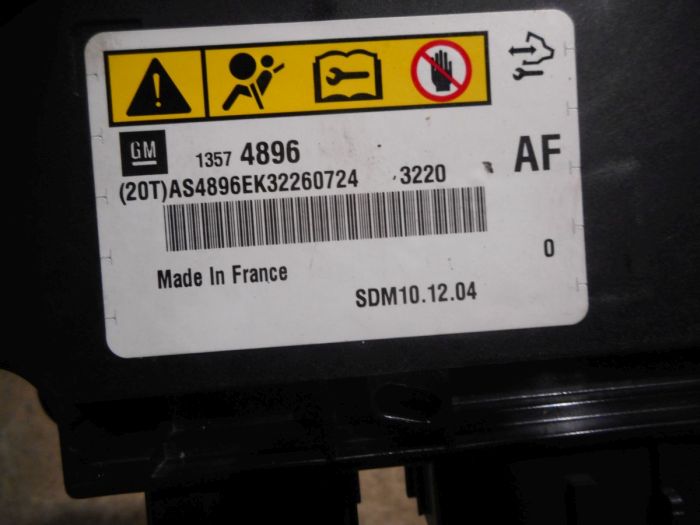 GM 1357 4896 AF
(20T)AS4896EK32260724 3220
Made In France 0
SDM10.12.04